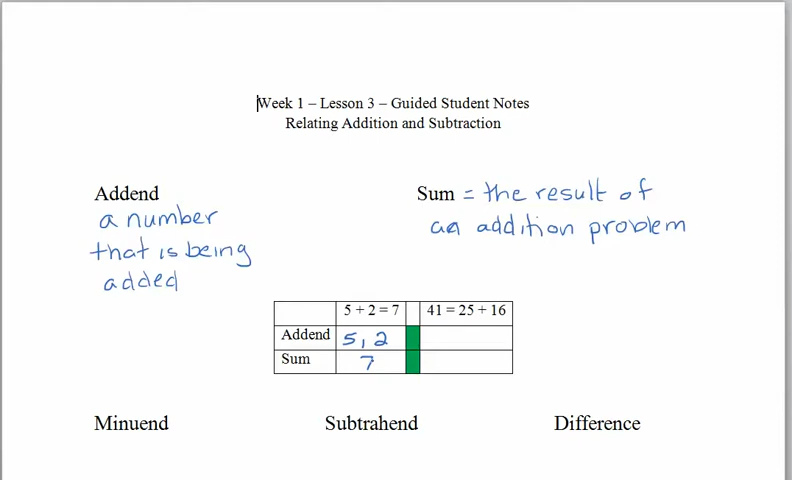 Week 1 – Lesson 3 – Guided Student Notes
Relating Addition and Subtraction
Addend
a number
that is being
added
Sum = the result of
an addition problem
5 + 2 = 7 41 = 25 + 16
Addend 5, 2
Sum 7
Minuend Subtrahend Difference